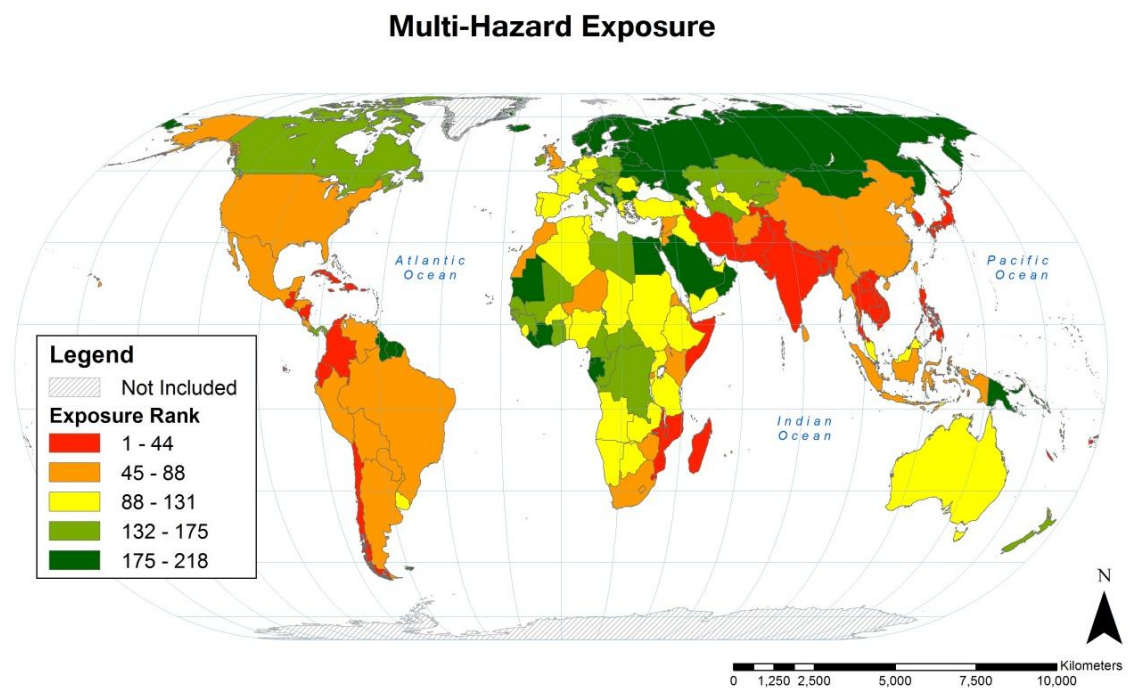 Multi-Hazard Exposure
Atlantic
Ocean
Pacific
Ocean
Indian
Ocean
Legend
Not Included
Exposure Rank
1 - 44
45 - 88
88 - 131
132 - 175
175 - 218
N
Kilometers
0 1,250 2,500 5,000 7,500 10,000